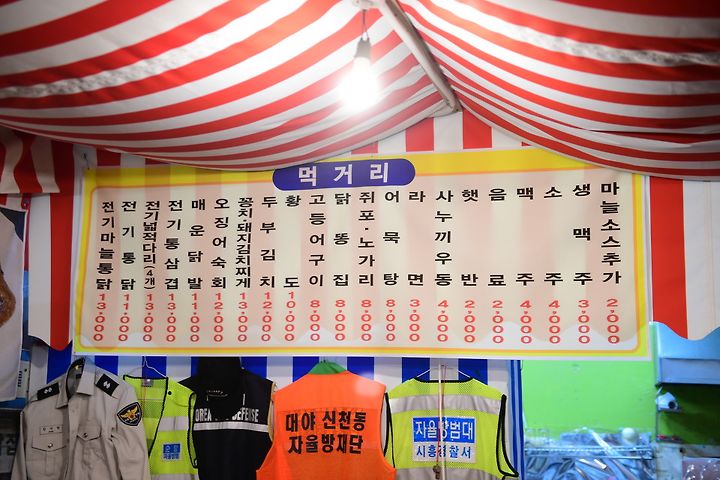 먹거리
전기마늘통닭 13,000
전기통닭 11,000
전기넓적다리(4개) 13,000
전기통삼겹 13,000
매운닭발 11,000
오징어숙회 13,000
꽁치·돼지김치찌게 13,000
두부김치 12,000
황도 10,000
고등어구이 8,000
닭똥집 8,000
쥐포·노가리 8,000
어묵탕 8,000
라면 3,000
사누끼우동 4,000
햇반 2,000
음료 2,000
맥주 4,000
소주 4,000
생맥주 3,000
마늘소스추가 2,000
대야 신천동
자율방재단
자율방범대
시흥경찰서